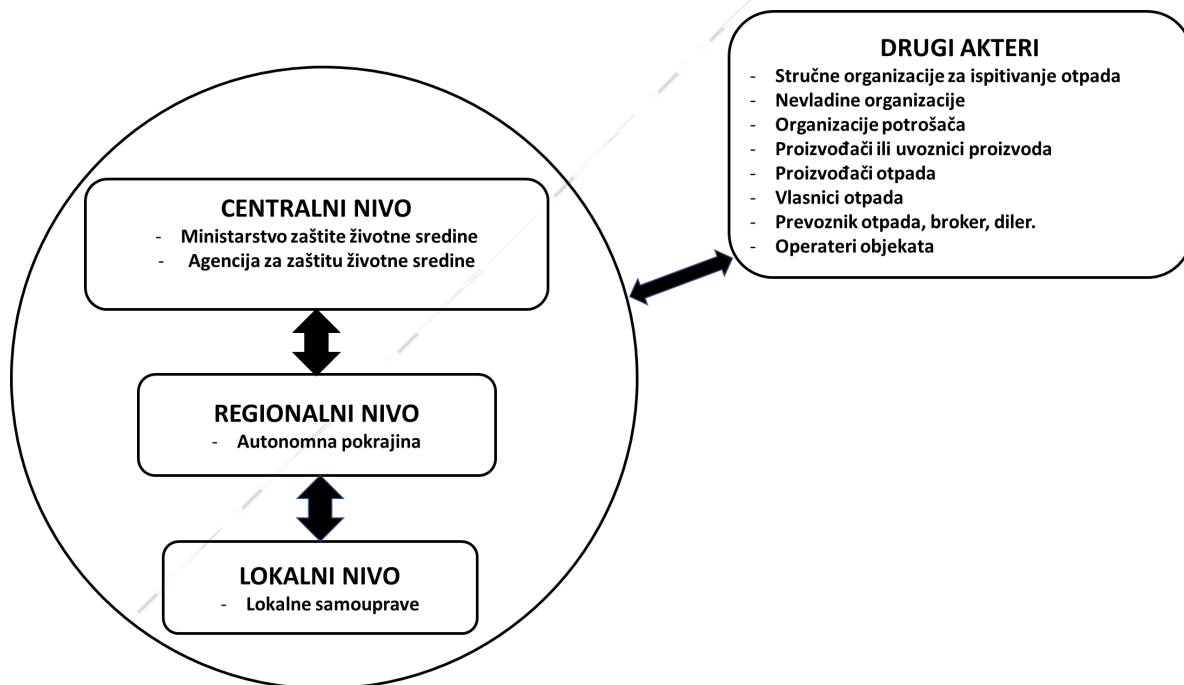 DRUGI AKTERI
- Stručne organizacije za ispitivanje otpada
- Nevladine organizacije
- Organizacije potrošača
- Proizvođači ili uvoznici proizvoda
- Proizvođači otpada
- Vlasnici otpada
- Prevoznik otpada, broker, diler.
- Operateri objekata
CENTRALNI NIVO
- Ministarstvo zaštite životne sredine
- Agencija za zaštitu životne sredine
REGIONALNI NIVO
- Autonomna pokrajina
LOKALNI NIVO
- Lokalne samouprave